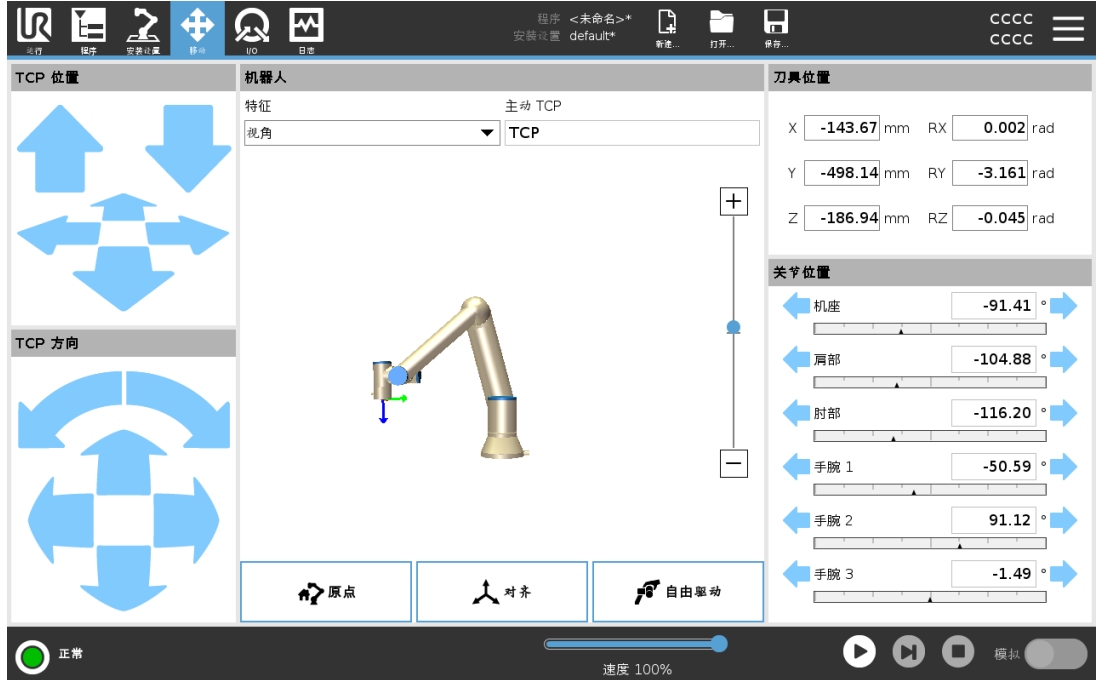 程序 <未命名>*
安装设置 default*
CCCC
CCCC
运行
程序
安装设置
移动
I/O
日志
新建...
打开...
保存...
TCP 位置
机器人
刀具位置
特征
主动 TCP
视角
TCP
X -143.67 mm RX 0.002 rad
Y -498.14 mm RY -3.161 rad
Z -186.94 mm RZ -0.045 rad
关节位置
机座 -91.41 °
肩部 -104.88 °
肘部 -116.20 °
手腕 1 -50.59 °
手腕 2 91.12 °
手腕 3 -1.49 °
TCP 方向
原点
对齐
自由驱动
正常
速度 100%
模拟